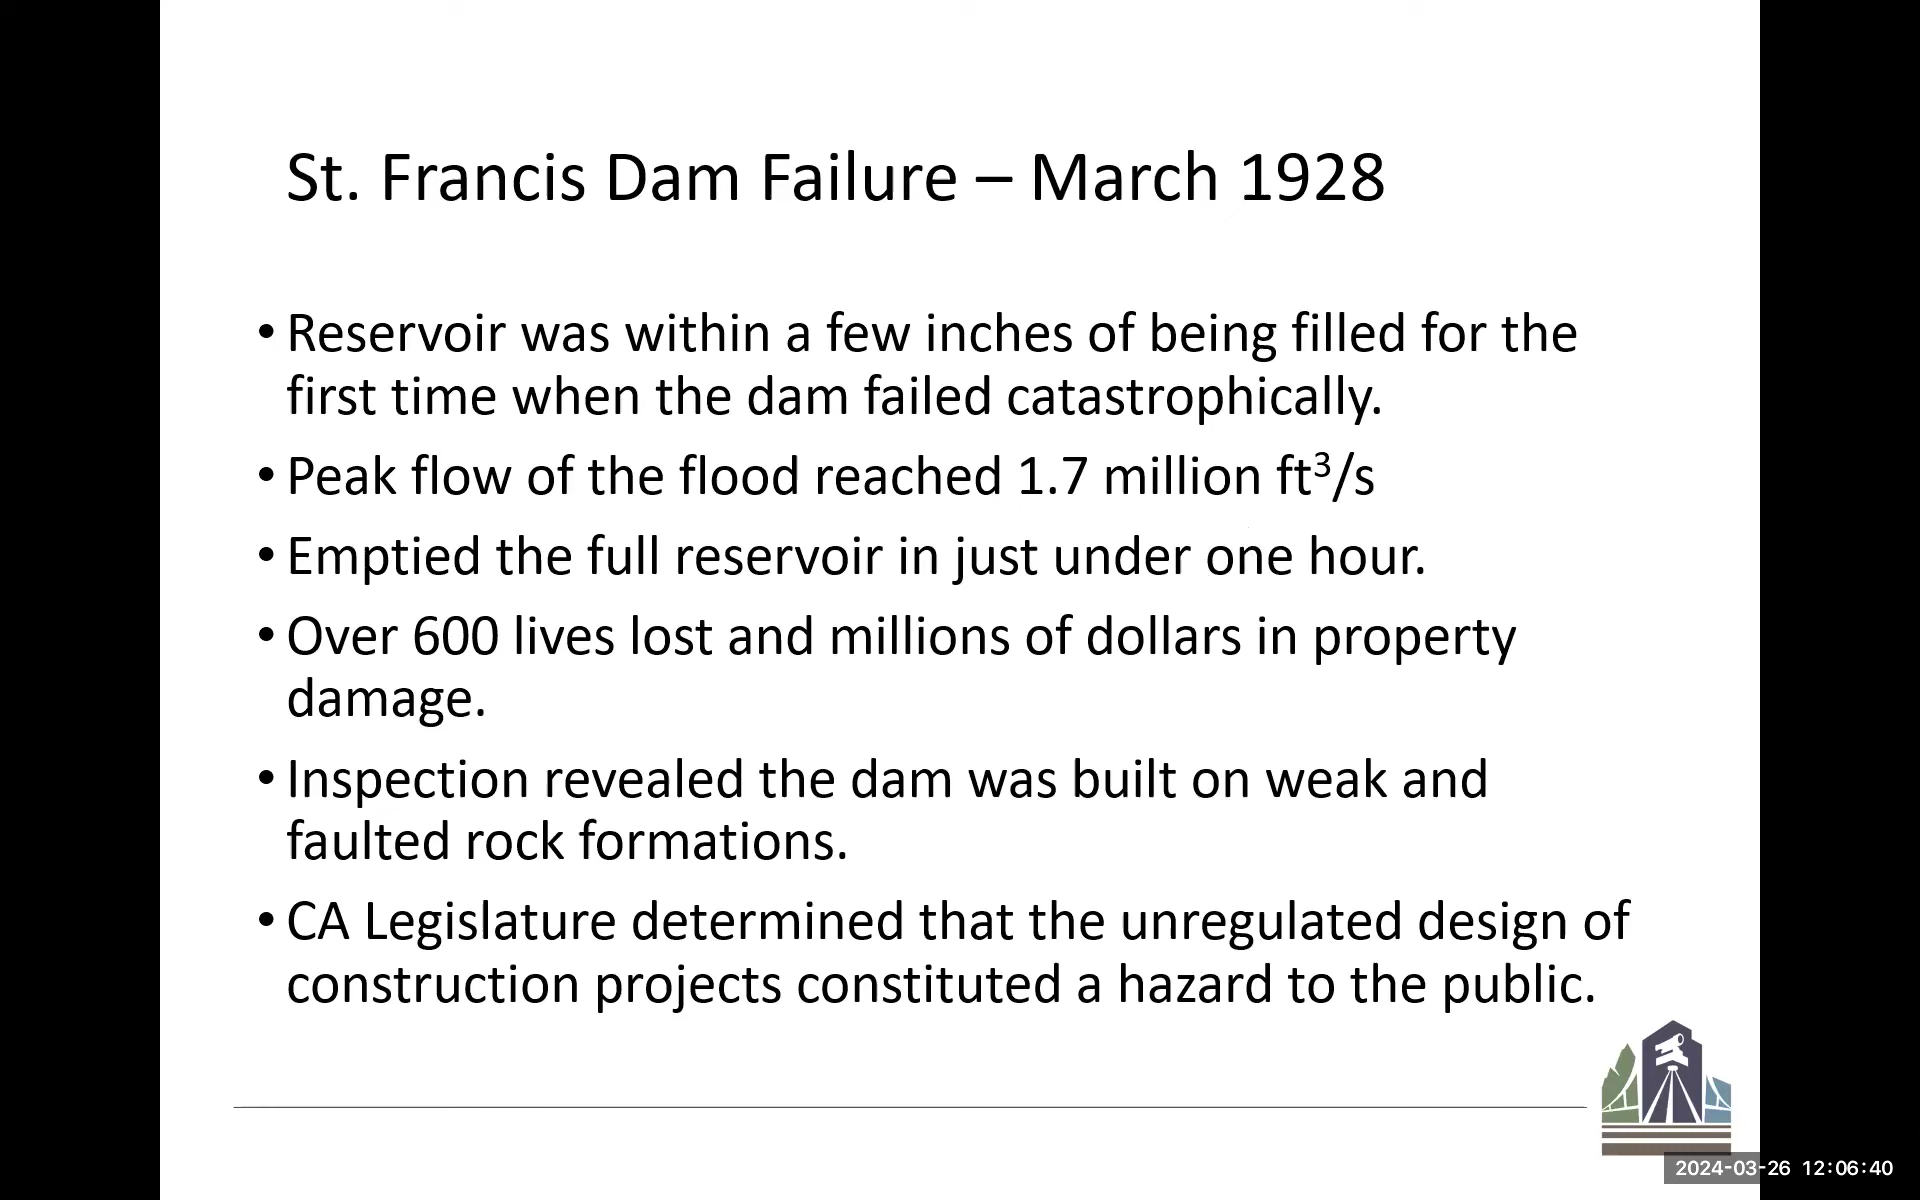 St. Francis Dam Failure – March 1928
• Reservoir was within a few inches of being filled for the
first time when the dam failed catastrophically.
• Peak flow of the flood reached 1.7 million ft³/s
• Emptied the full reservoir in just under one hour.
• Over 600 lives lost and millions of dollars in property
damage.
• Inspection revealed the dam was built on weak and
faulted rock formations.
• CA Legislature determined that the unregulated design of
construction projects constituted a hazard to the public.
2024-03-26 12:06:40